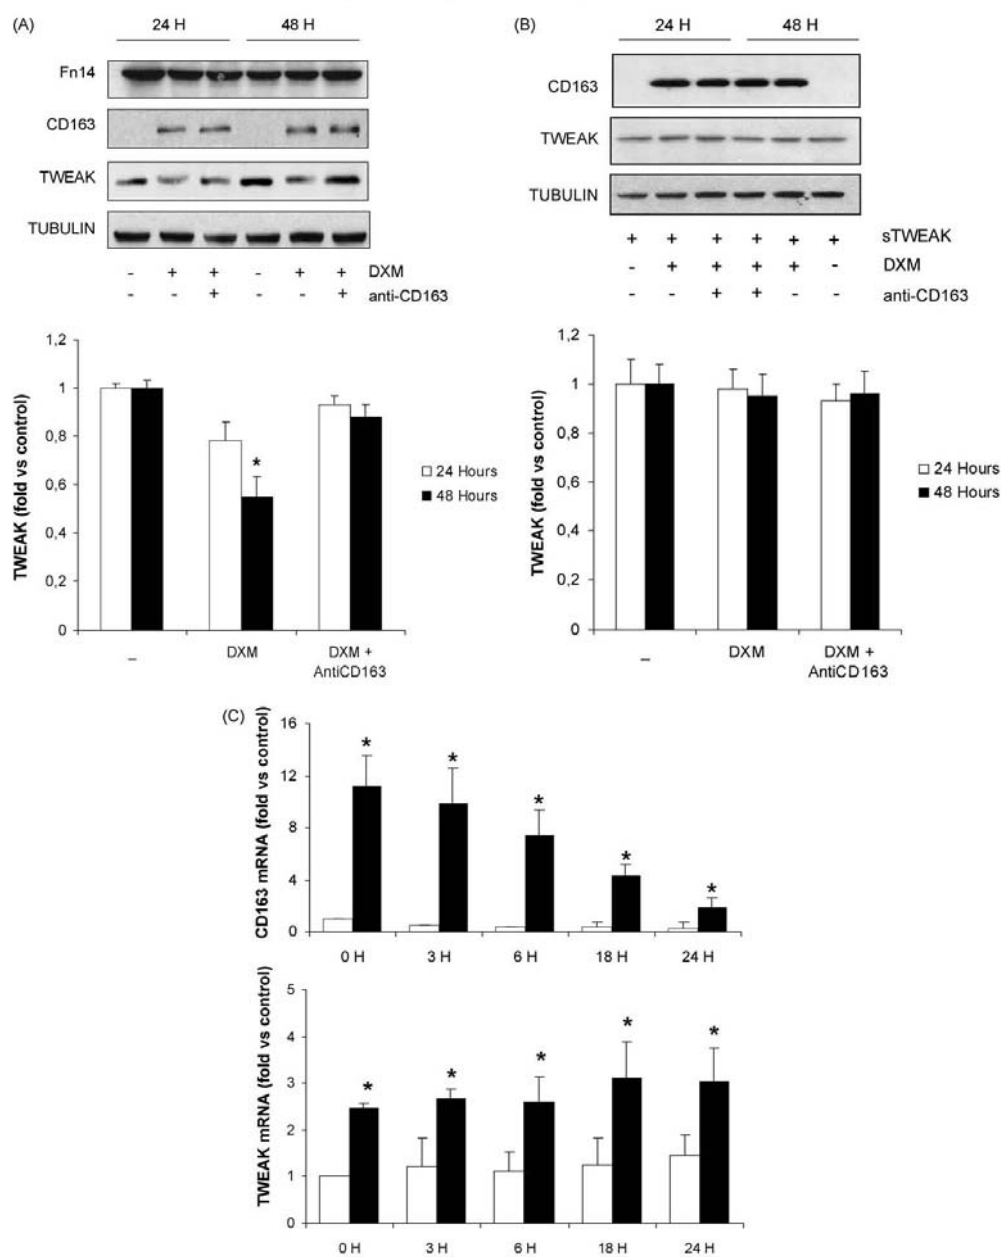 (A)
24 H 48 H
Fn14
CD163
TWEAK
TUBULIN
- + + - + + DXM
- - + - - + anti-CD163
1,2
1
0,8
0,6
0,4
0,2
0
TWEAK (fold vs control)
*
24 Hours
48 Hours
– DXM DXM +
AntiCD163
(B)
24 H 48 H
CD163
TWEAK
TUBULIN
+ + + + + + sTWEAK
- + + + + - DXM
- - + + - - anti-CD163
1,2
1
0,8
0,6
0,4
0,2
0
TWEAK (fold vs control)
24 Hours
48 Hours
– DXM DXM +
AntiCD163
(C)
16
12
8
4
0
CD163 mRNA (fold vs control)
* * * * *
0 H 3 H 6 H 18 H 24 H
5
4
3
2
1
0
TWEAK mRNA (fold vs control)
* * * * *
0 H 3 H 6 H 18 H 24 H